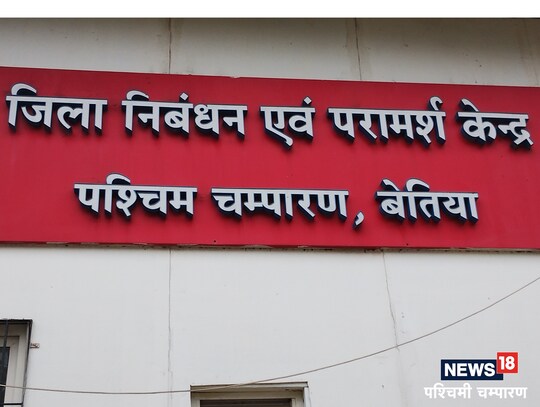 जिला निबंधन एवं परामर्श केन्द्र
पश्चिम चम्पारण, बेतिया
NEWS18
पश्चिमी चम्पारण